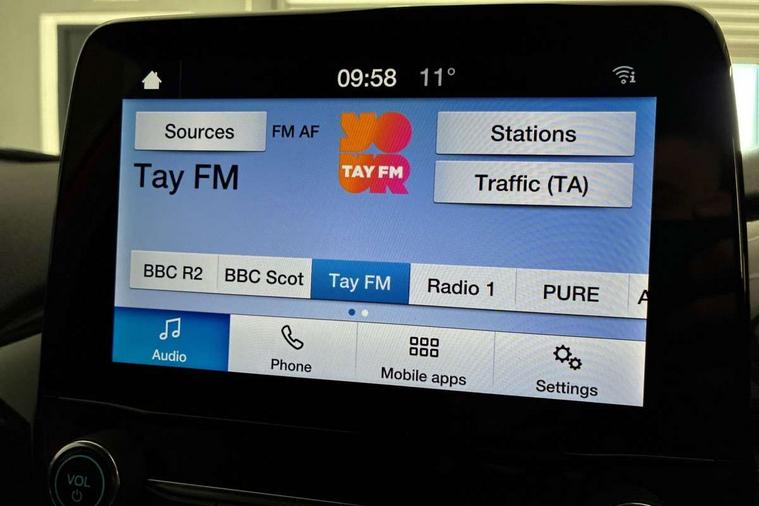 09:58 11°
Sources FM AF
Tay FM
YO
UR
TAY FM
Stations
Traffic (TA)
BBC R2 BBC Scot Tay FM Radio 1 PURE A
Audio Phone Mobile apps Settings
VOL